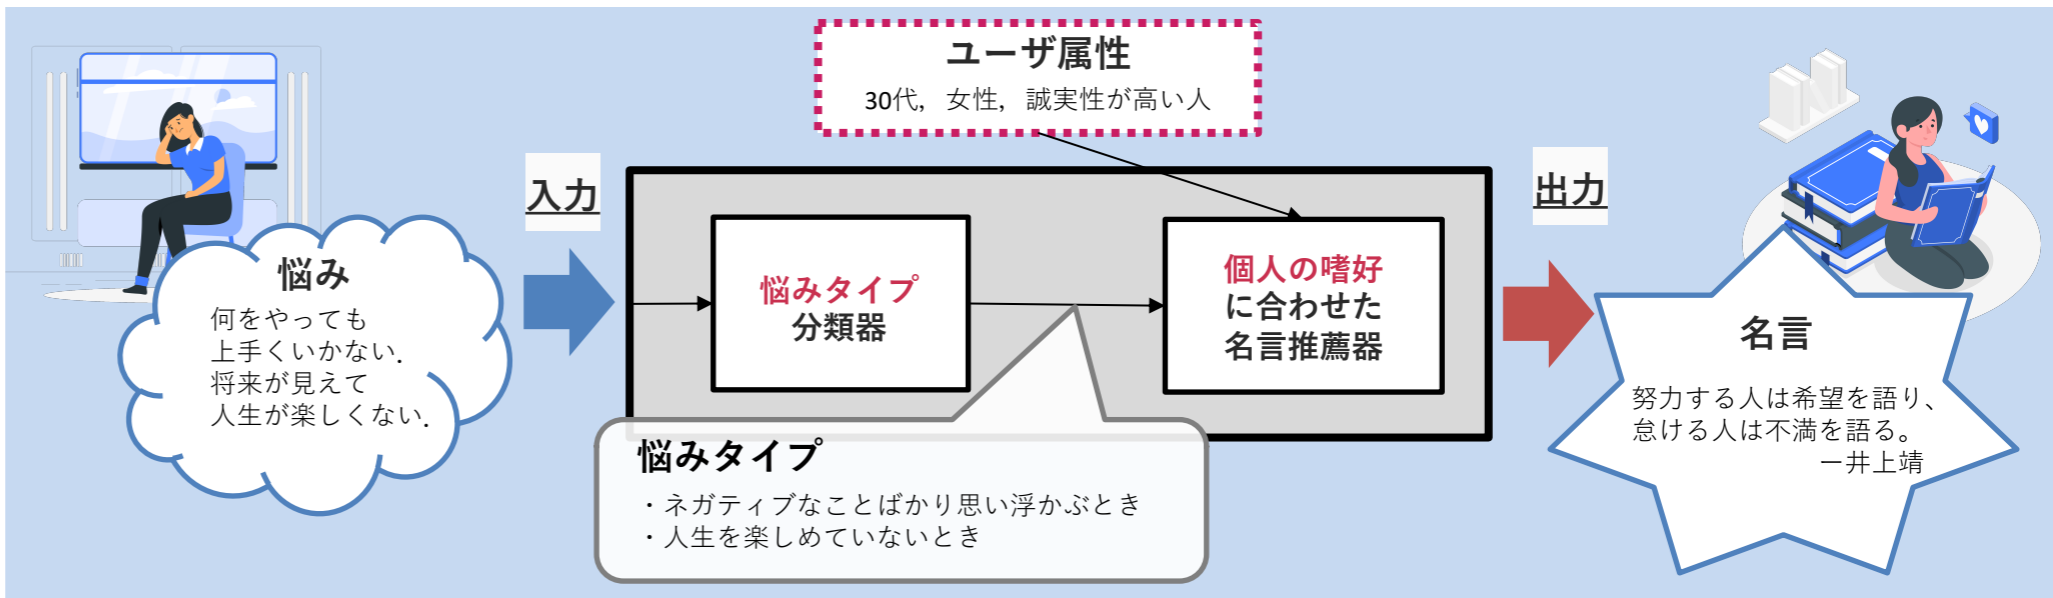 ユーザ属性
30代，女性，誠実性が高い人
入力
出力
悩み
何をやっても
上手くいかない．
将来が見えて
人生が楽しくない．
悩みタイプ
分類器
個人の嗜好
に合わせた
名言推薦器
悩みタイプ
・ネガティブなことばかり思い浮かぶとき
・人生を楽しめていないとき
名言
努力する人は希望を語り、
怠ける人は不満を語る。
ー井上靖